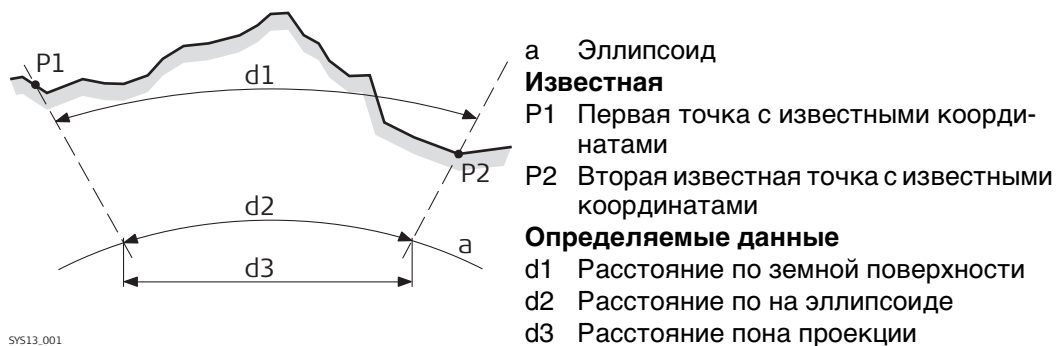 P1
d1
P2
d2
a
d3
SYS13_001
a Эллипсоид
Известная
P1 Первая точка с известными коорди-
натами
P2 Вторая известная точка с известными
координатами
Определяемые данные
d1 Расстояние по земной поверхности
d2 Расстояние по на эллипсоиде
d3 Расстояние пона проекции